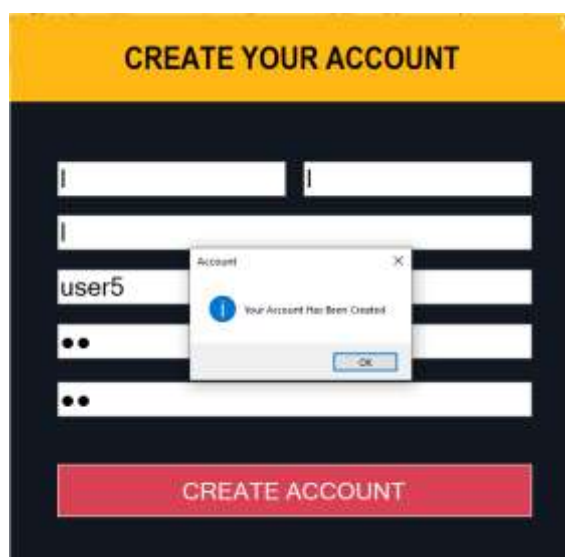 CREATE YOUR ACCOUNT
l l
l
Account
user5
Your Account Has Been Created
●●
OK
●●
CREATE ACCOUNT